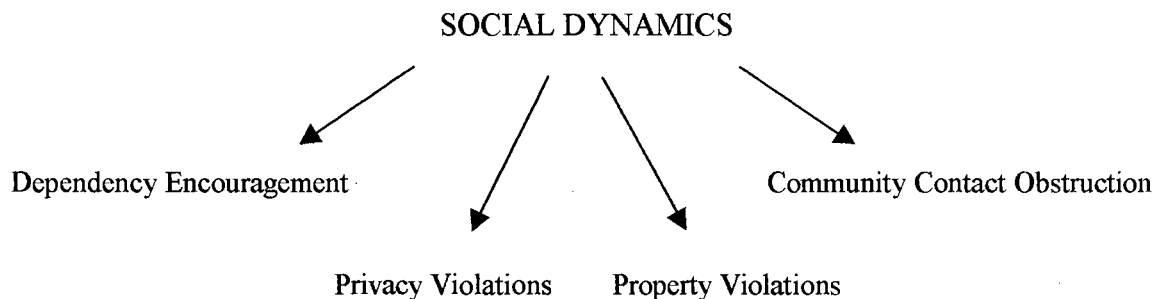 SOCIAL DYNAMICS
Dependency Encouragement
Community Contact Obstruction
Privacy Violations
Property Violations